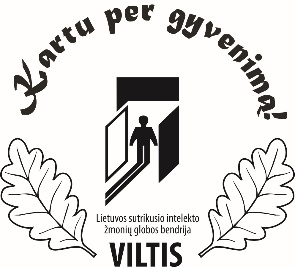 Kartu per gyvenimą!
Lietuvos sutrikusio intelekto
žmonių globos bendrija
VILTIS